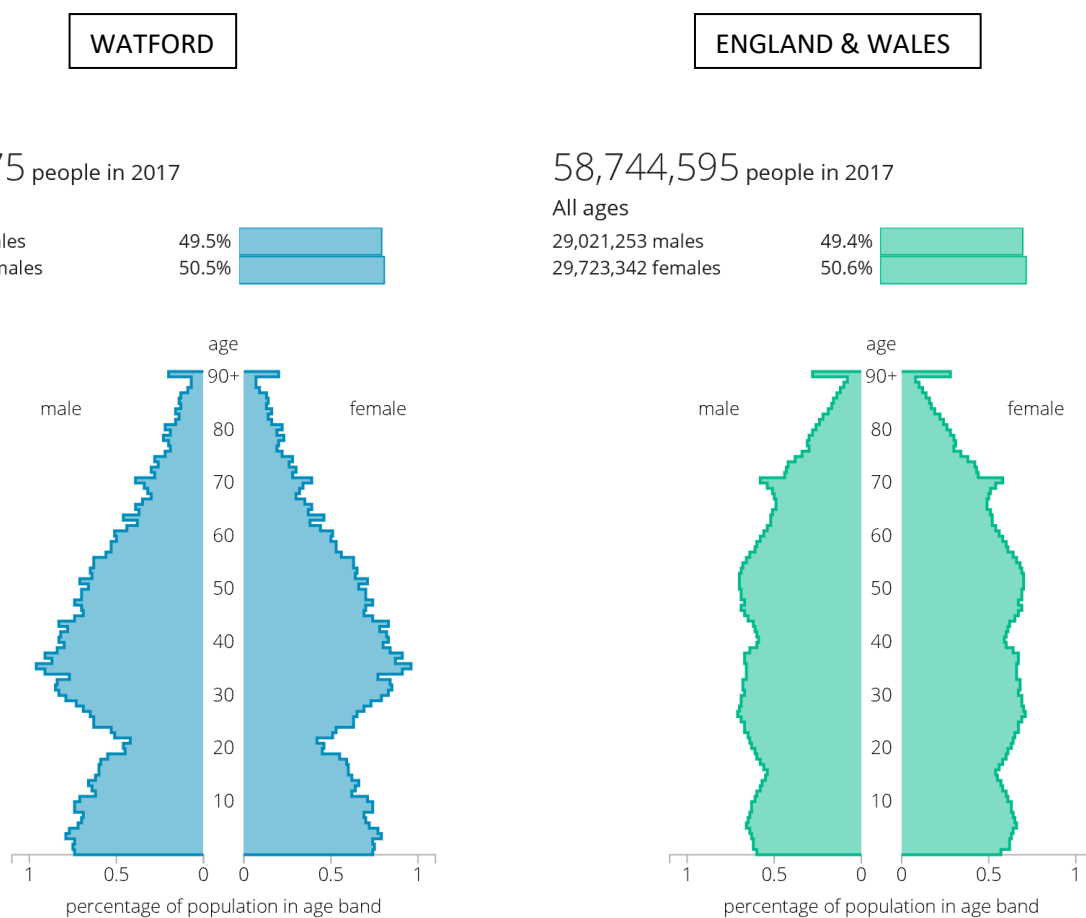 WATFORD
75 people in 2017
49.5%
50.5%
age
90+
male
female
80
70
60
50
40
30
20
10
1 0.5 0 0 0.5 1
percentage of population in age band
ENGLAND & WALES
58,744,595 people in 2017
All ages
29,021,253 males 49.4%
29,723,342 females 50.6%
age
90+
male
female
80
70
60
50
40
30
20
10
1 0.5 0 0 0.5 1
percentage of population in age band